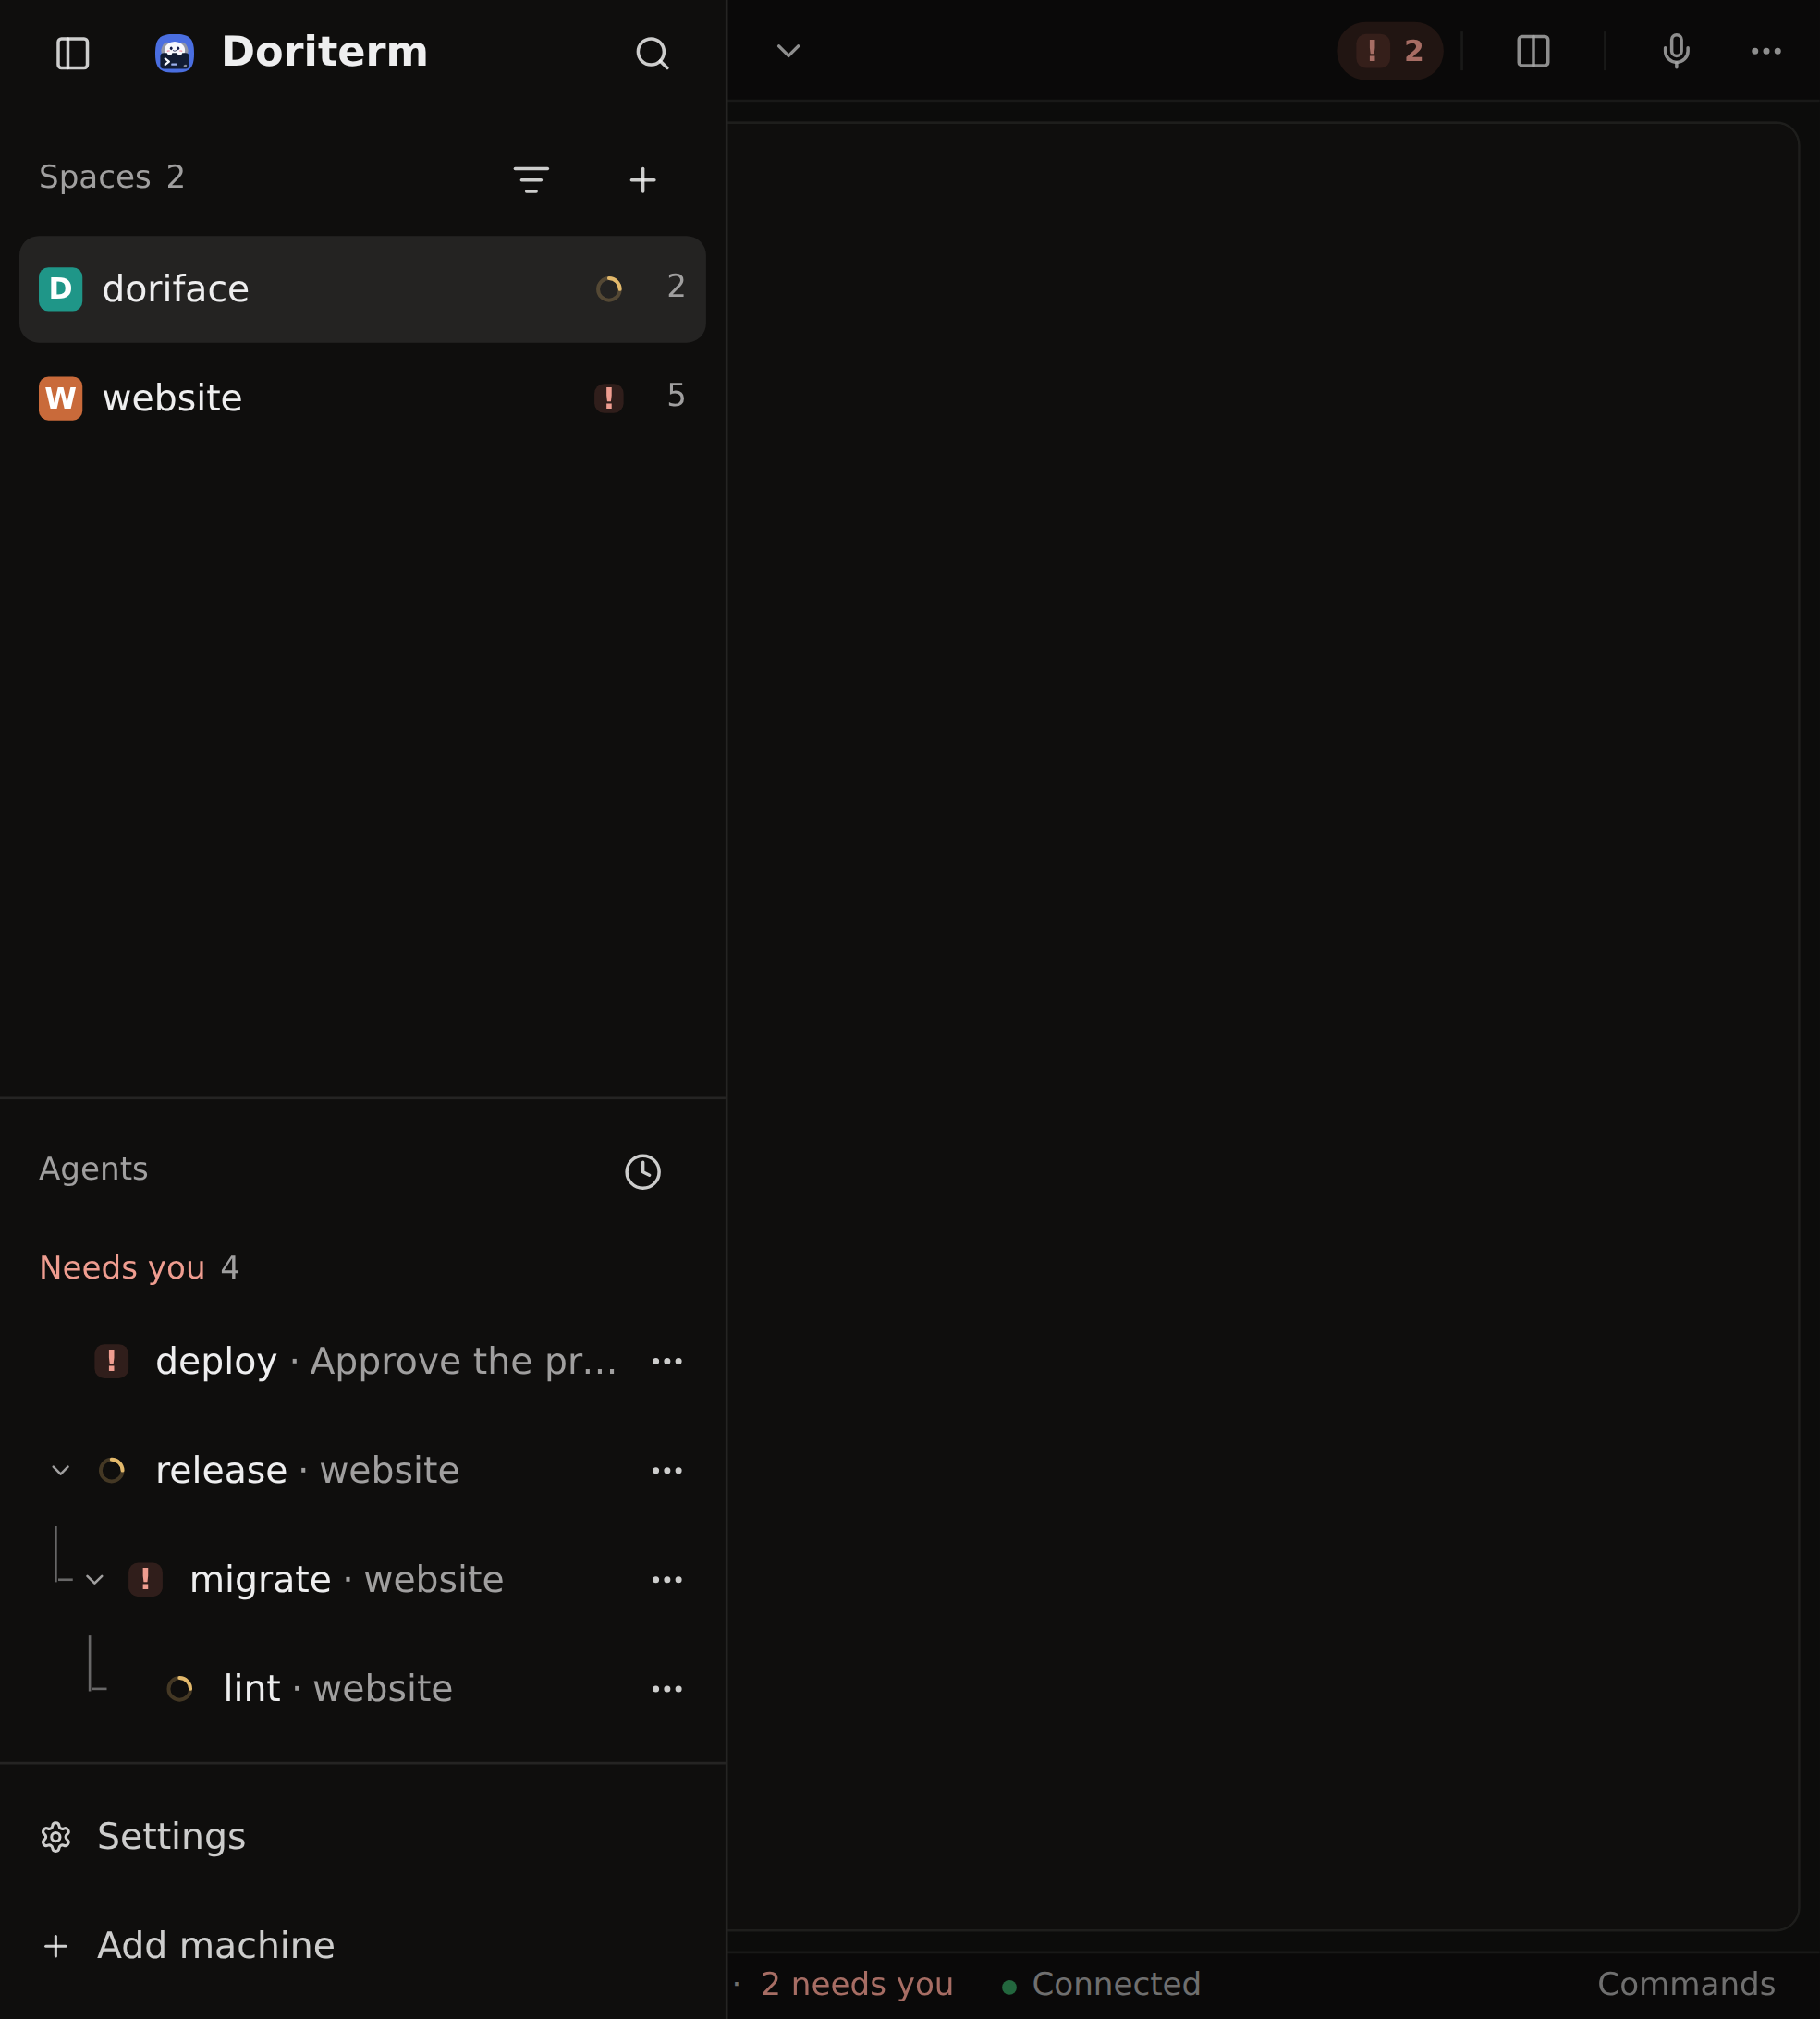 Doriterm
! 2
Spaces 2
D doriface 2
W website ! 5
Agents
Needs you 4
! deploy · Approve the pr...
release · website
! migrate · website
lint · website
Settings
Add machine
· 2 needs you Connected Commands